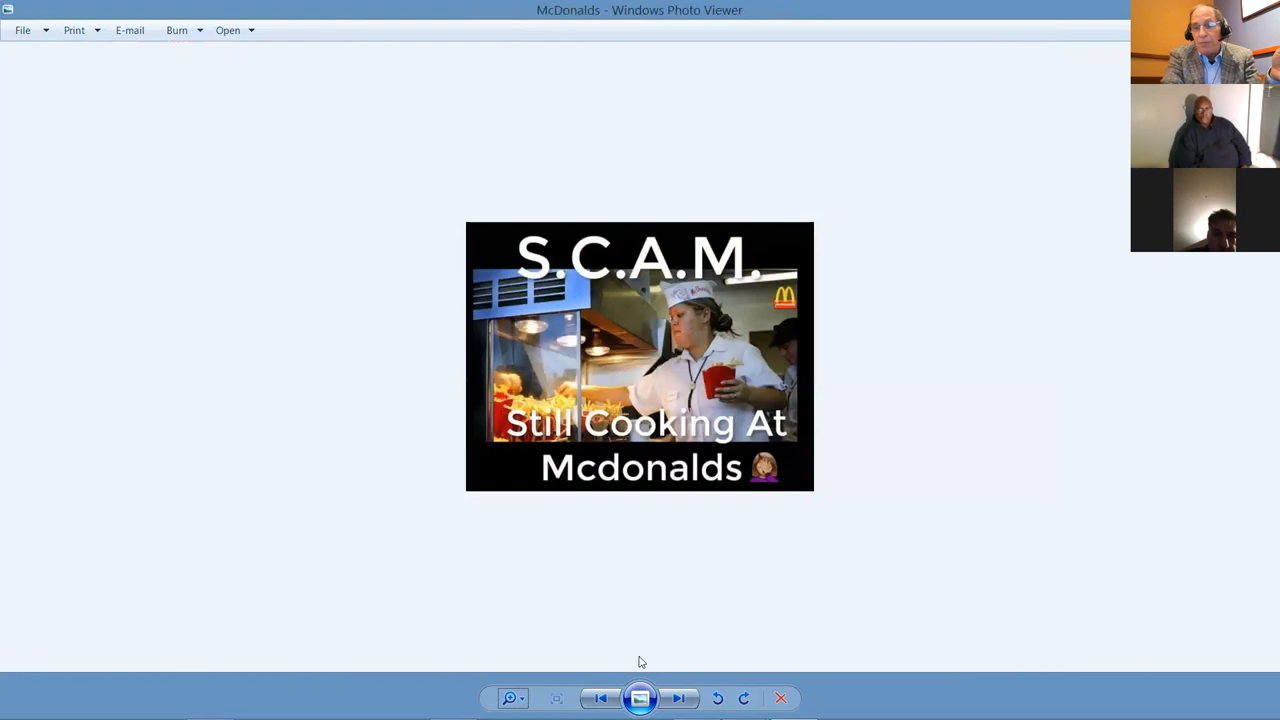 McDonalds - Windows Photo Viewer
File Print E-mail Burn Open
S.C.A.M.
Still Cooking At
Mcdonalds